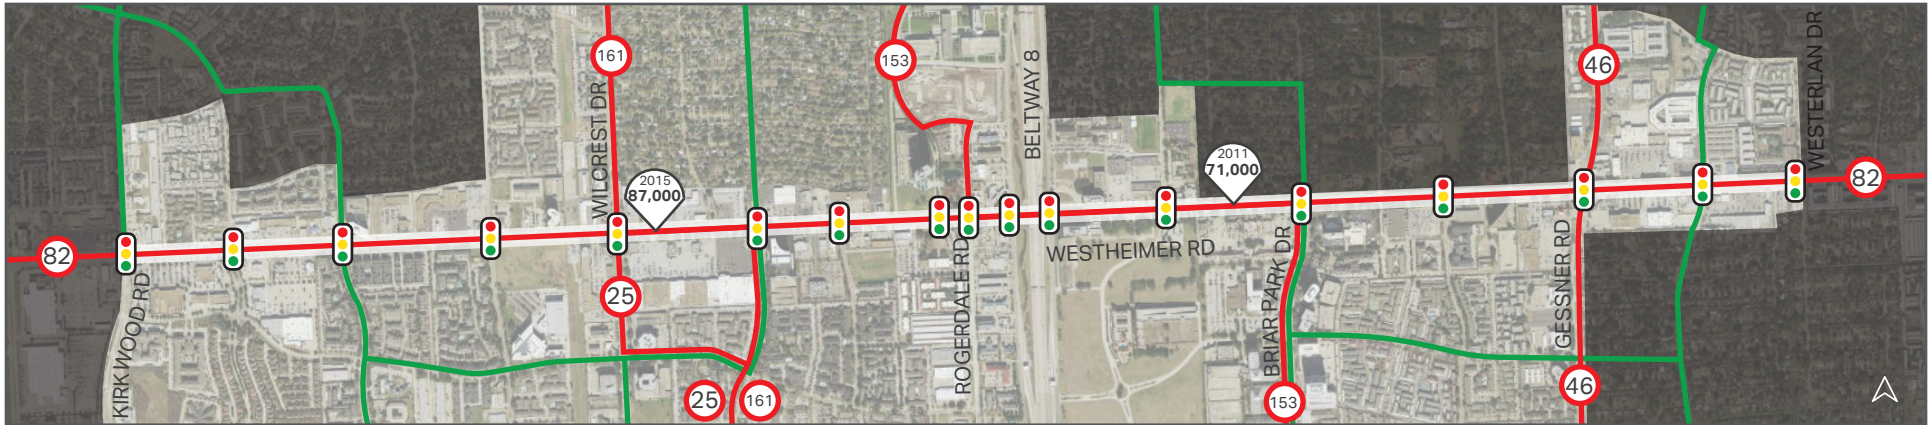 161
WILCREST DR
2015
87,000
153
BELTWAY 8
2011
71,000
46
WESTERLAN DR
82
82
KIRKWOOD RD
25
25
161
ROGERDALE RD
WESTHEIMER RD
BRIAR PARK DR
153
GESSNER RD
46